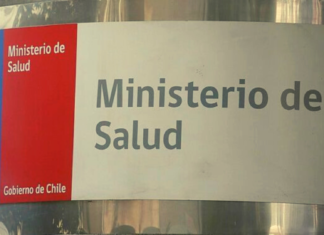 Ministerio de
Salud
Gobierno de Chile
Ministerio de
Salud